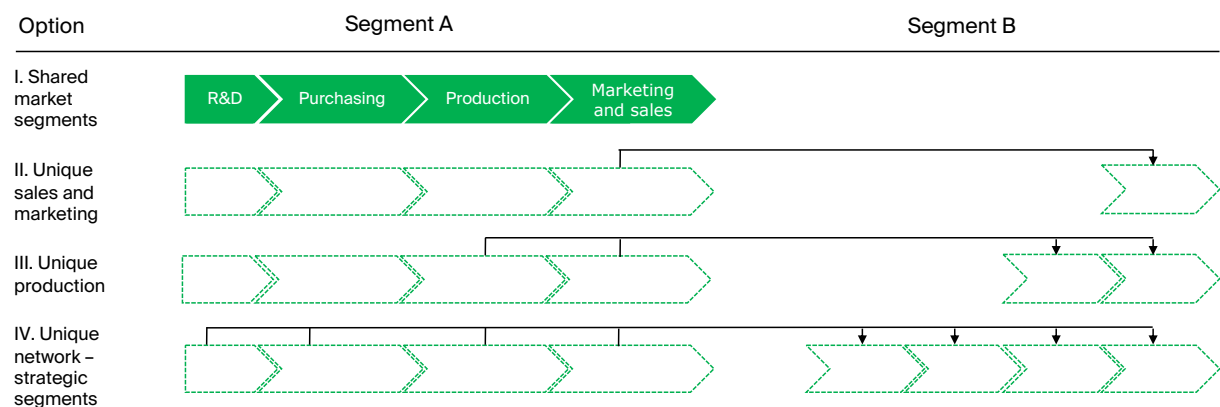 Option
Segment A
Segment B
I. Shared
market
segments
R&D
Purchasing
Production
Marketing
and sales
II. Unique
sales and
marketing
III. Unique
production
IV. Unique
network –
strategic
segments